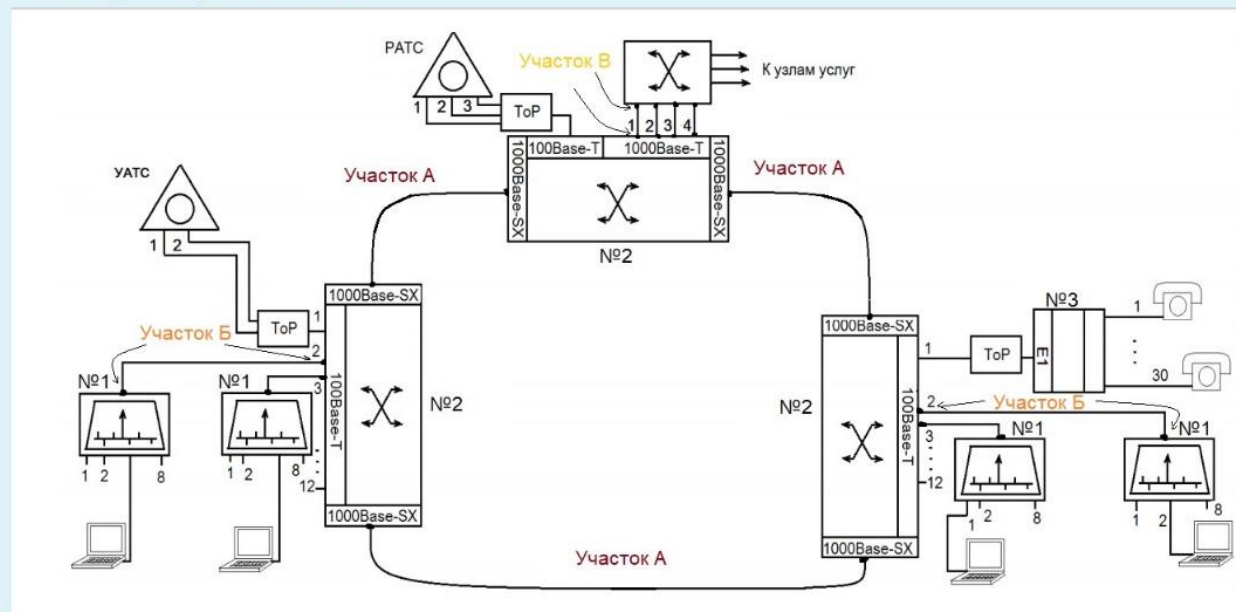 РАТС
1 2 3
ToP
Участок В
К узлам услуг
1 2 3 4
100Base-T
1000Base-T
1000Base-SX
1000Base-SX
№2
Участок А
Участок А
УАТС
1 2
ToP
1
Участок Б
2
3
12
1000Base-SX
100Base-T
№2
1000Base-SX
№1
1 2 8
№1
1 2 8
Участок А
1000Base-SX
№2
100Base-T
1000Base-SX
1
ToP
E1
№3
1
30
2
Участок Б
3
12
№1
1 2 8
№1
1 2 8